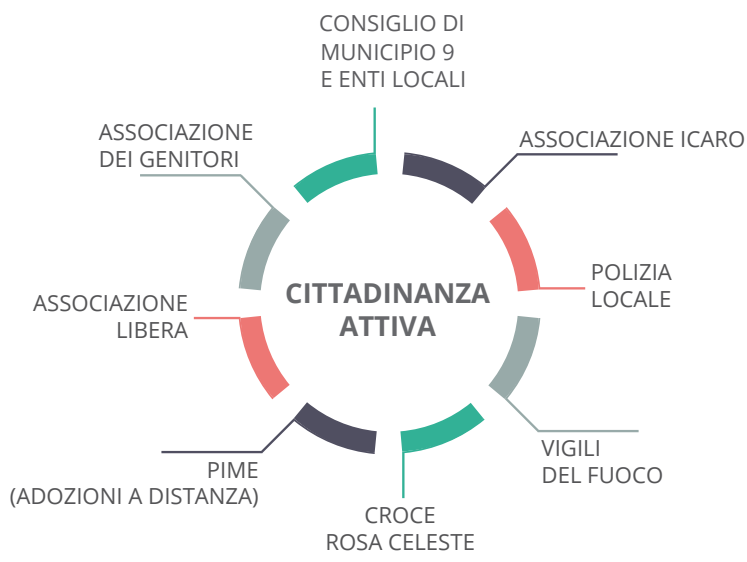 CONSIGLIO DI
MUNICIPIO 9
E ENTI LOCALI
ASSOCIAZIONE
DEI GENITORI
ASSOCIAZIONE ICARO
POLIZIA
LOCALE
CITTADINANZA
ATTIVA
ASSOCIAZIONE
LIBERA
VIGILI
DEL FUOCO
PIME
(ADOZIONI A DISTANZA)
CROCE
ROSA CELESTE